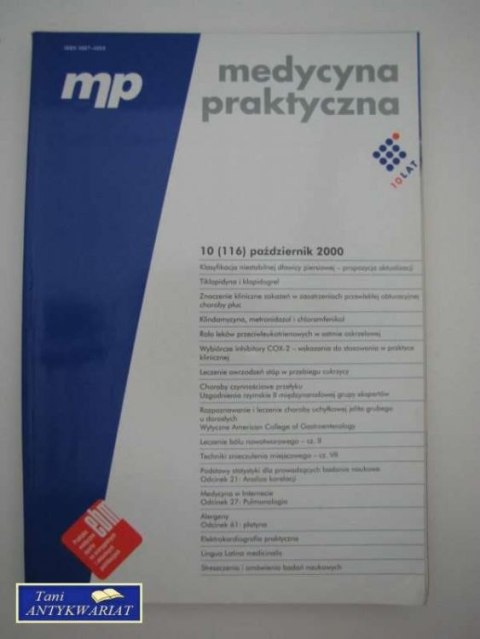 mp
medycyna
praktyczna
10 LAT
10 (116) październik 2000
Klasyfikacja niestabilnej dławicy piersiowej – propozycja aktualizacji
Tiklopidyna i klopidogrel
Znaczenie kliniczne zakażeń w zaostrzeniach przewlekłej obturacyjnej
choroby płuc
Klindamycyna, metronidazol i chloramfenikol
Rola leków przeciwleukotrienowych w astmie oskrzelowej
Wybiórcze inhibitory COX-2 – wskazania do stosowania w praktyce
klinicznej
Leczenie owrzodzeń stóp w przebiegu cukrzycy
Choroby czynnościowe przełyku
Uzgodnienia rzymskie II międzynarodowej grupy ekspertów
Rozpoznawanie i leczenie choroby uchyłkowej jelita grubego
u dorosłych
Wytyczne American College of Gastroenterology
Leczenie bólu nowotworowego – cz. II
Techniki znieczulenia miejscowego – cz. VII
Podstawy statystyki dla prowadzących badania naukowe
Odcinek 21: Analiza korelacji
Medycyna w Internecie
Odcinek 27: Pulmonologia
Alergeny
Odcinek 61: platyna
Elektrokardiografia praktyczna
Lingua Latina medicinalis
Streszczenia i omówienia badań naukowych
ebm
Tani
ANTYKWARIAT